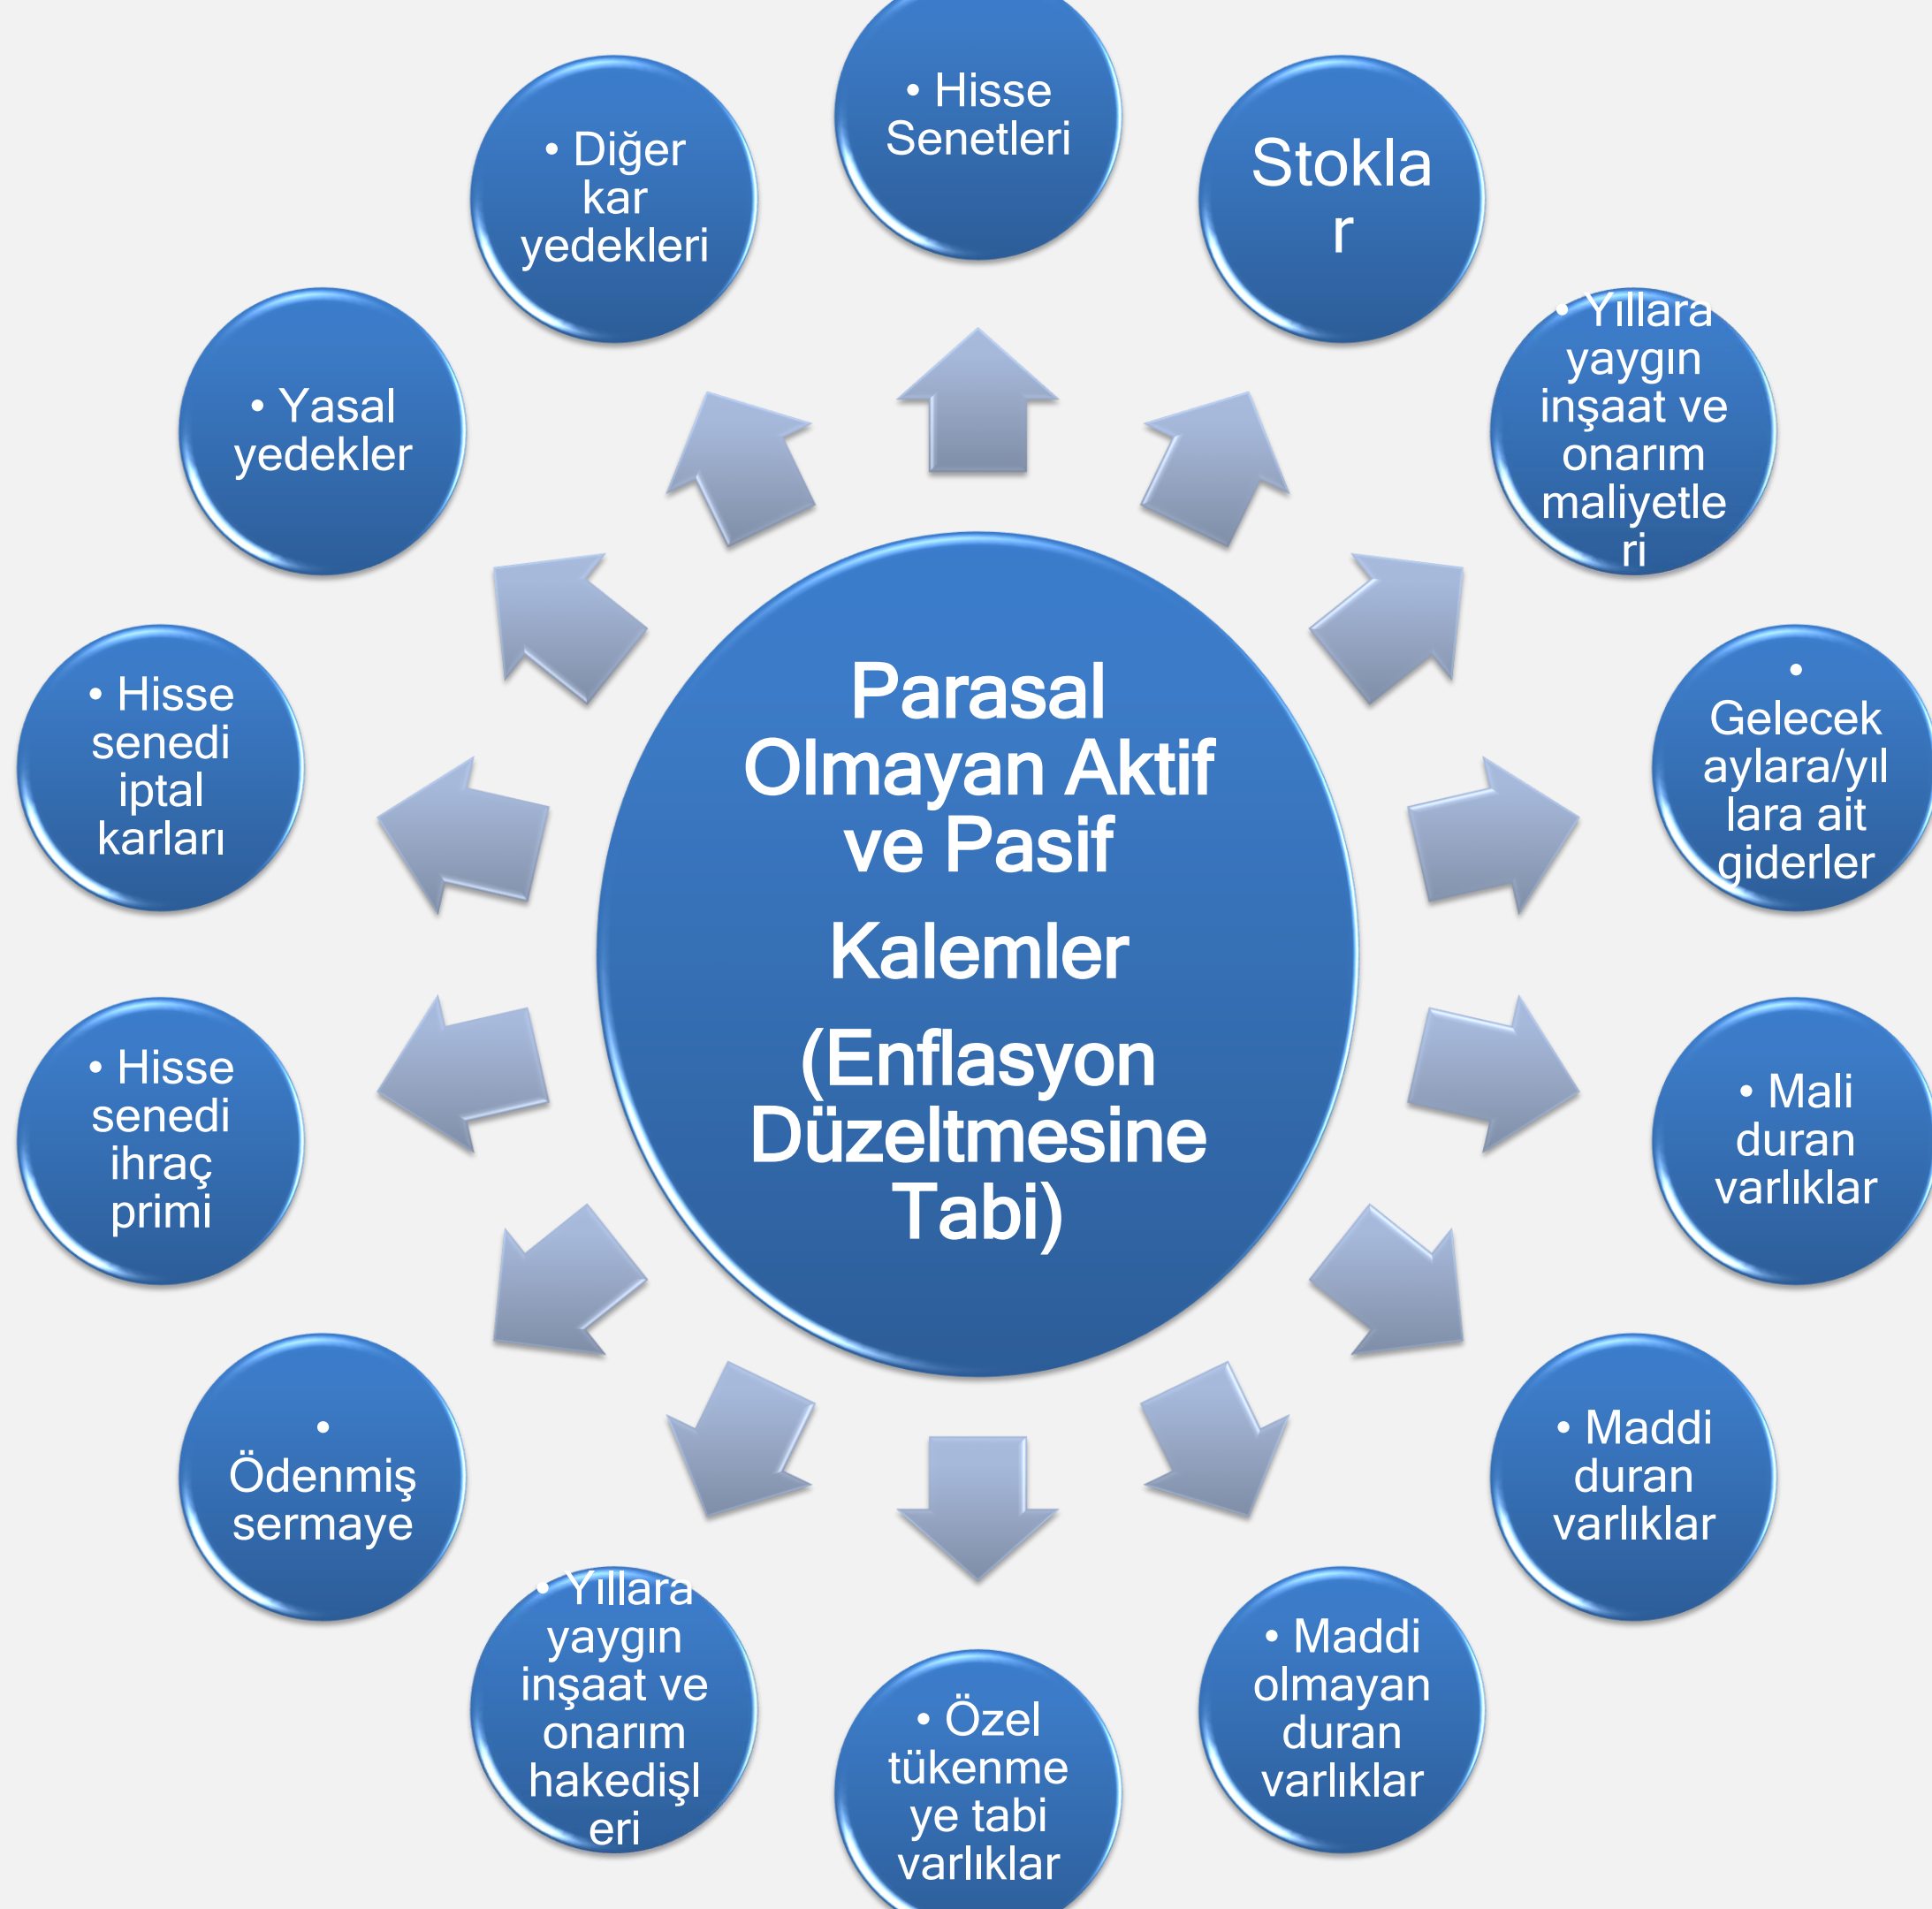 • Hisse
Senetleri
Stokla
r
• Yıllara
yaygın
inşaat ve
onarım
maliyetle
ri
•
Gelecek
aylara/yıl
lara ait
giderler
• Mali
duran
varlıklar
• Maddi
duran
varlıklar
• Maddi
olmayan
duran
varlıklar
• Özel
tükenme
ye tabi
varlıklar
• Yıllara
yaygın
inşaat ve
onarım
hakedişl
eri
•
Ödenmiş
sermaye
• Hisse
senedi
ihraç
primi
• Hisse
senedi
iptal
karları
• Yasal
yedekler
• Diğer
kar
yedekleri
Parasal
Olmayan Aktif
ve Pasif
Kalemler
(Enflasyon
Düzeltmesine
Tabi)